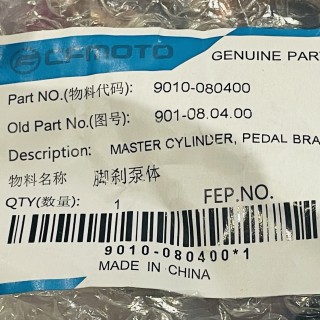 CFMOTO GENUINE PAR
Part NO.(物料代码): 9010-080400
Old Part No.(图号): 901-08.04.00
Description: MASTER CYLINDER, PEDAL BRA
物料名称 脚刹泵体
QTY(数量): 1 FEP.NO.
9010-080400*1
MADE IN CHINA